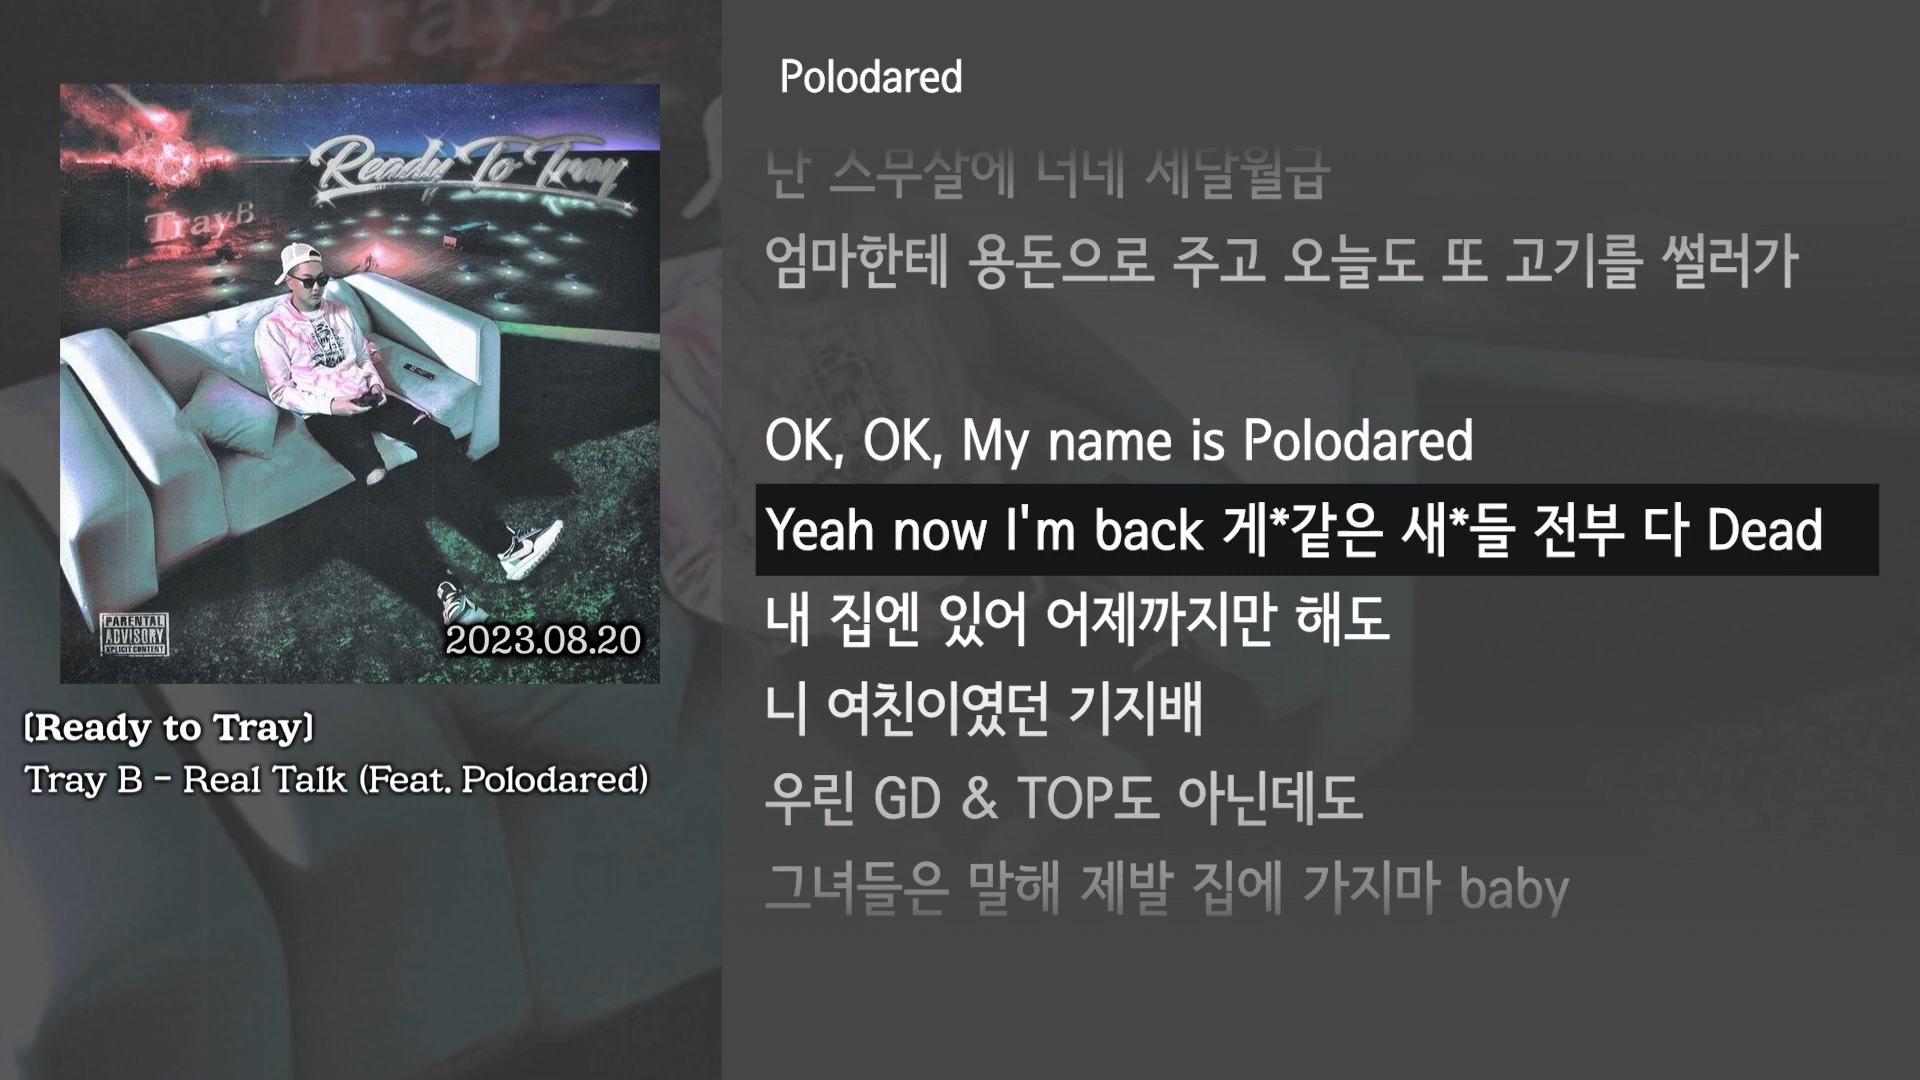 Tray B
Ready To Tray
TrayB
PARENTAL
ADVISORY
EXPLICIT CONTENT
2023.08.20
[Ready to Tray]
Tray B - Real Talk (Feat. Polodared)
Polodared
난 스무살에 너네 세달월급
엄마한테 용돈으로 주고 오늘도 또 고기를 썰러가
OK, OK, My name is Polodared
Yeah now I'm back 게*같은 새*들 전부 다 Dead
내 집엔 있어 어제까지만 해도
니 여친이였던 기지배
우린 GD & TOP도 아닌데도
그녀들은 말해 제발 집에 가지마 baby